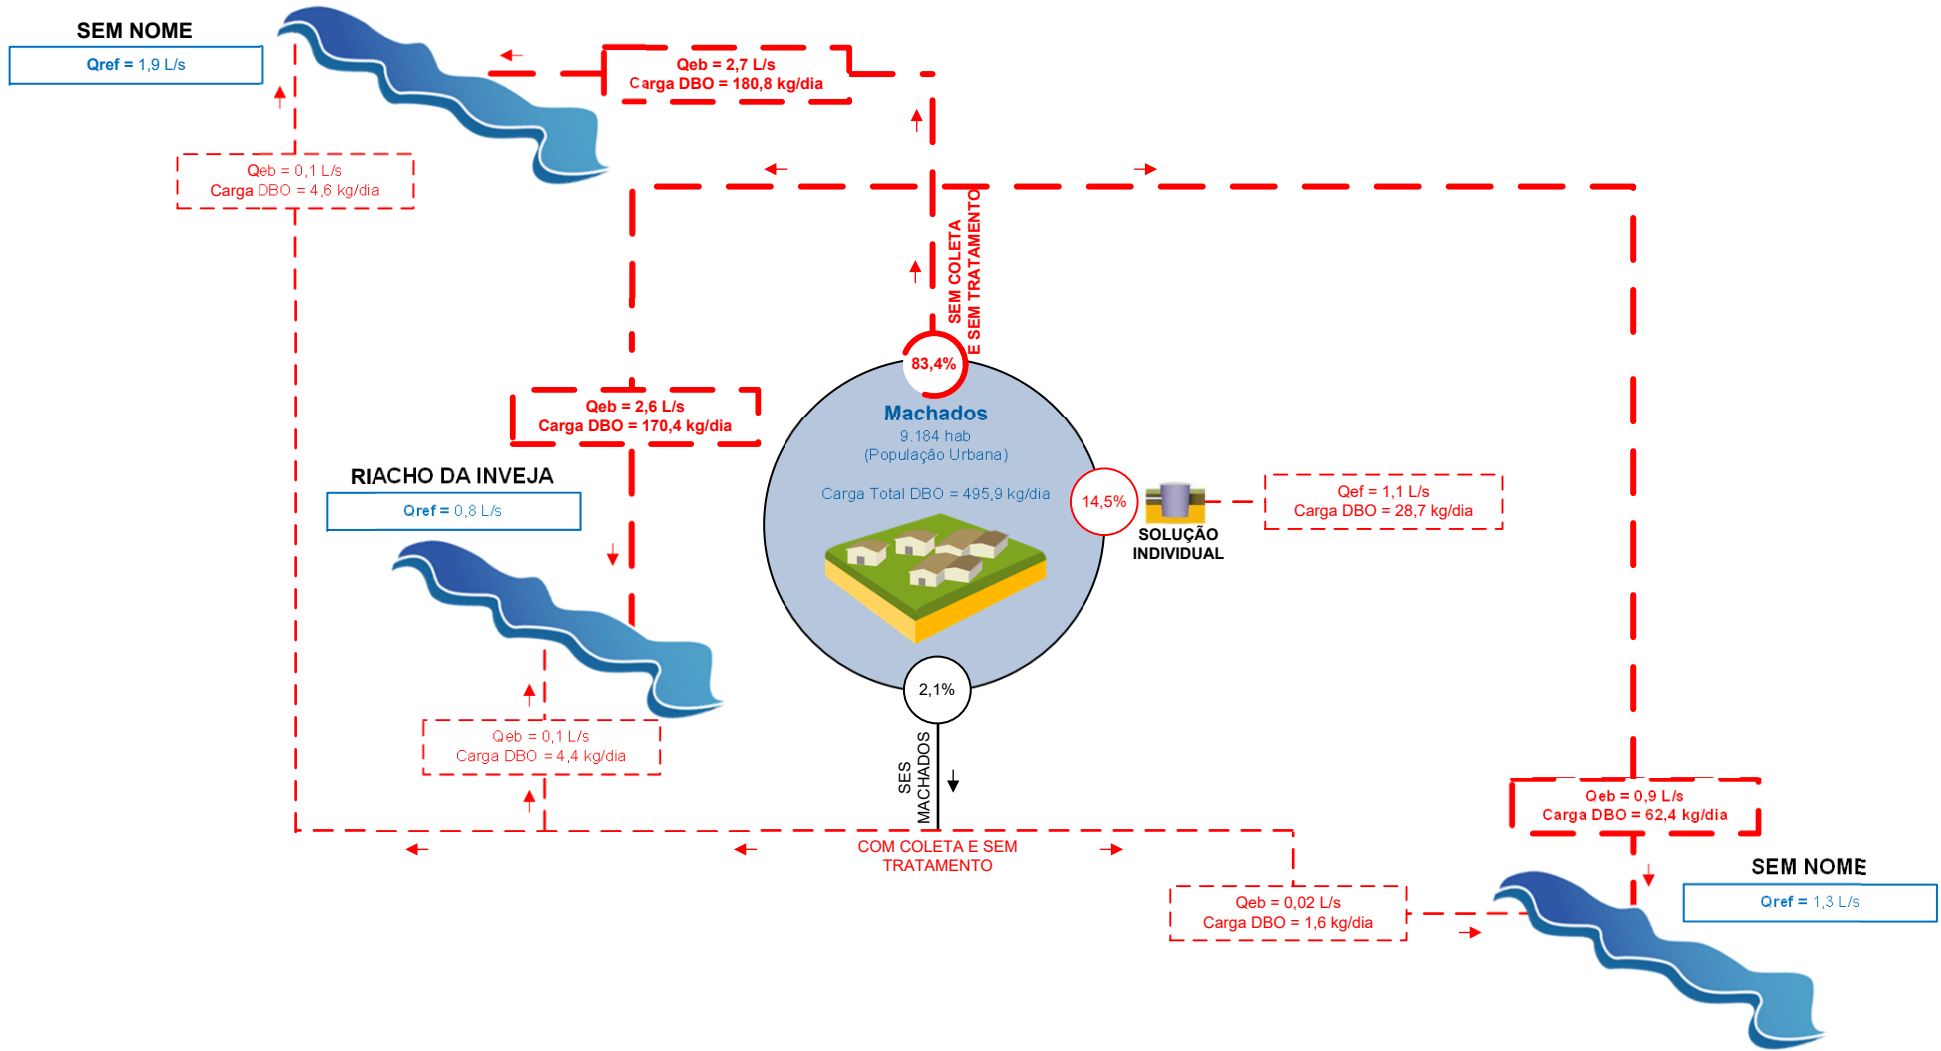 SEM NOME
Qref = 1,9 L/s
Qeb = 2,7 L/s
Carga DBO = 180,8 kg/dia
Qeb = 0,1 L/s
Carga DBO = 4,6 kg/dia
SEM COLETA
E SEM TRATAMENTO
83,4%
Machados
9.184 hab
(População Urbana)
Carga Total DBO = 495,9 kg/dia
Qeb = 2,6 L/s
Carga DBO = 170,4 kg/dia
RIACHO DA INVEJA
Qref = 0,8 L/s
14,5%
SOLUÇÃO
INDIVIDUAL
Qef = 1,1 L/s
Carga DBO = 28,7 kg/dia
2,1%
SES
MACHADOS
Qeb = 0,1 L/s
Carga DBO = 4,4 kg/dia
COM COLETA E SEM
TRATAMENTO
Qeb = 0,9 L/s
Carga DBO = 62,4 kg/dia
SEM NOME
Qref = 1,3 L/s
Qeb = 0,02 L/s
Carga DBO = 1,6 kg/dia